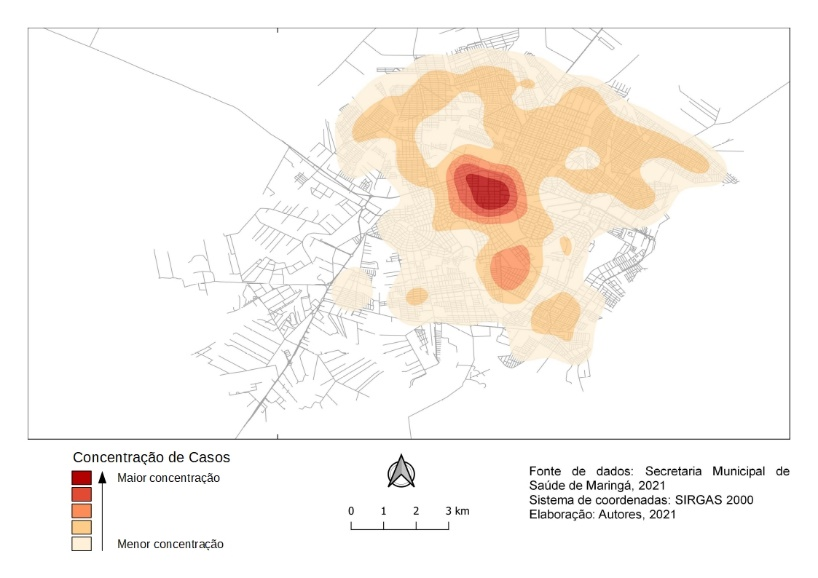 Concentração de Casos
Maior concentração
Menor concentração
0 1 2 3 km
Fonte de dados: Secretaria Municipal de
Saúde de Maringá, 2021
Sistema de coordenadas: SIRGAS 2000
Elaboração: Autores, 2021